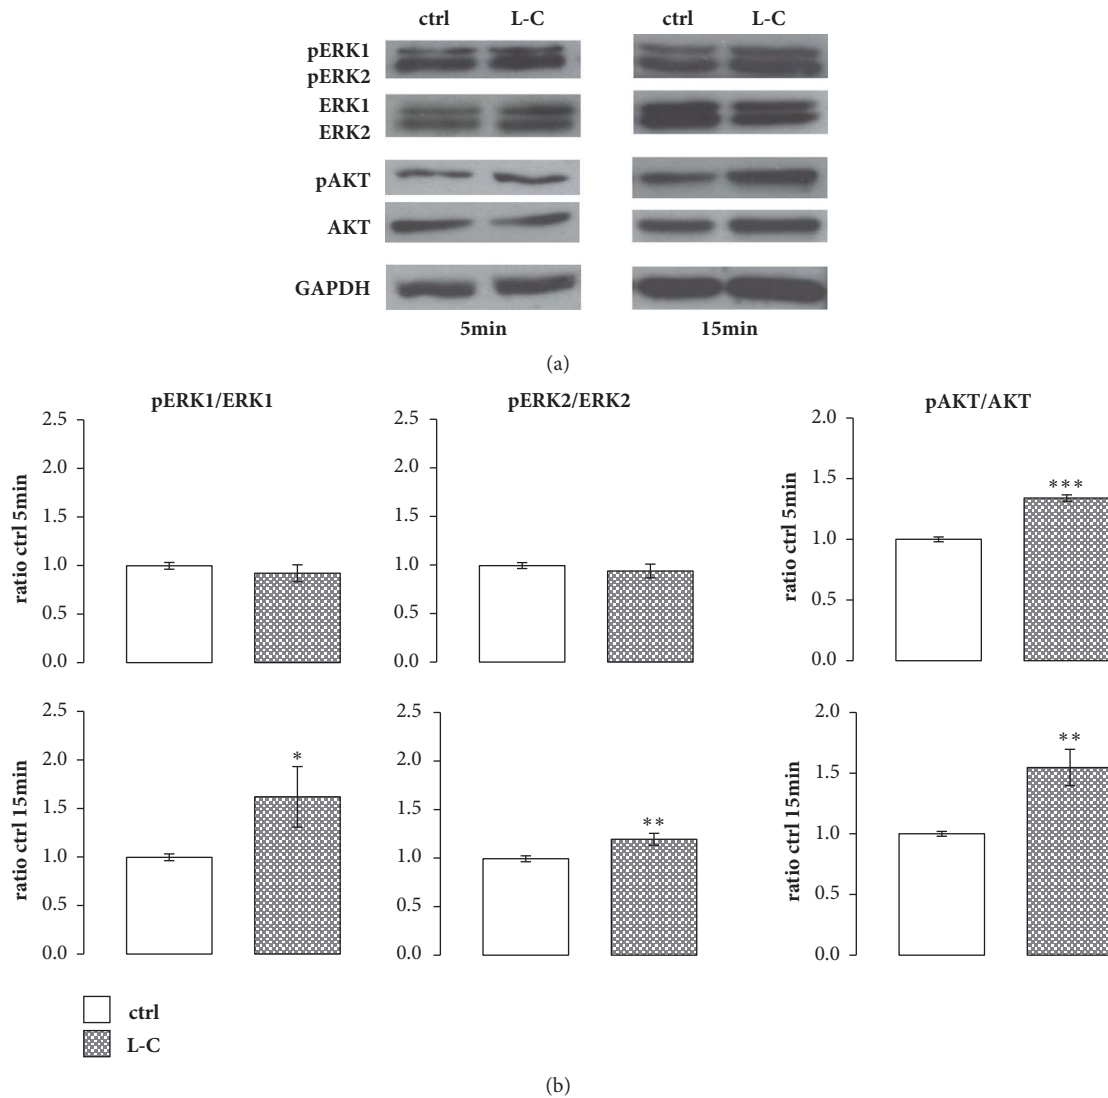 ctrl L-C ctrl L-C
pERK1
pERK2
ERK1
ERK2
pAKT
AKT
GAPDH
5min 15min
(a)
pERK1/ERK1 pERK2/ERK2 pAKT/AKT
ratio ctrl 5min
2.5
2.0
1.5
1.0
0.5
0.0
2.5
2.0
1.5
1.0
0.5
0.0
ratio ctrl 5min
2.0
1.5
1.0
0.5
0.0
***
ratio ctrl 15min
2.5
2.0
1.5
1.0
0.5
0.0
*
2.5
2.0
1.5
1.0
0.5
0.0
**
ratio ctrl 15min
2.0
1.5
1.0
0.5
0.0
**
ctrl
L-C
(b)